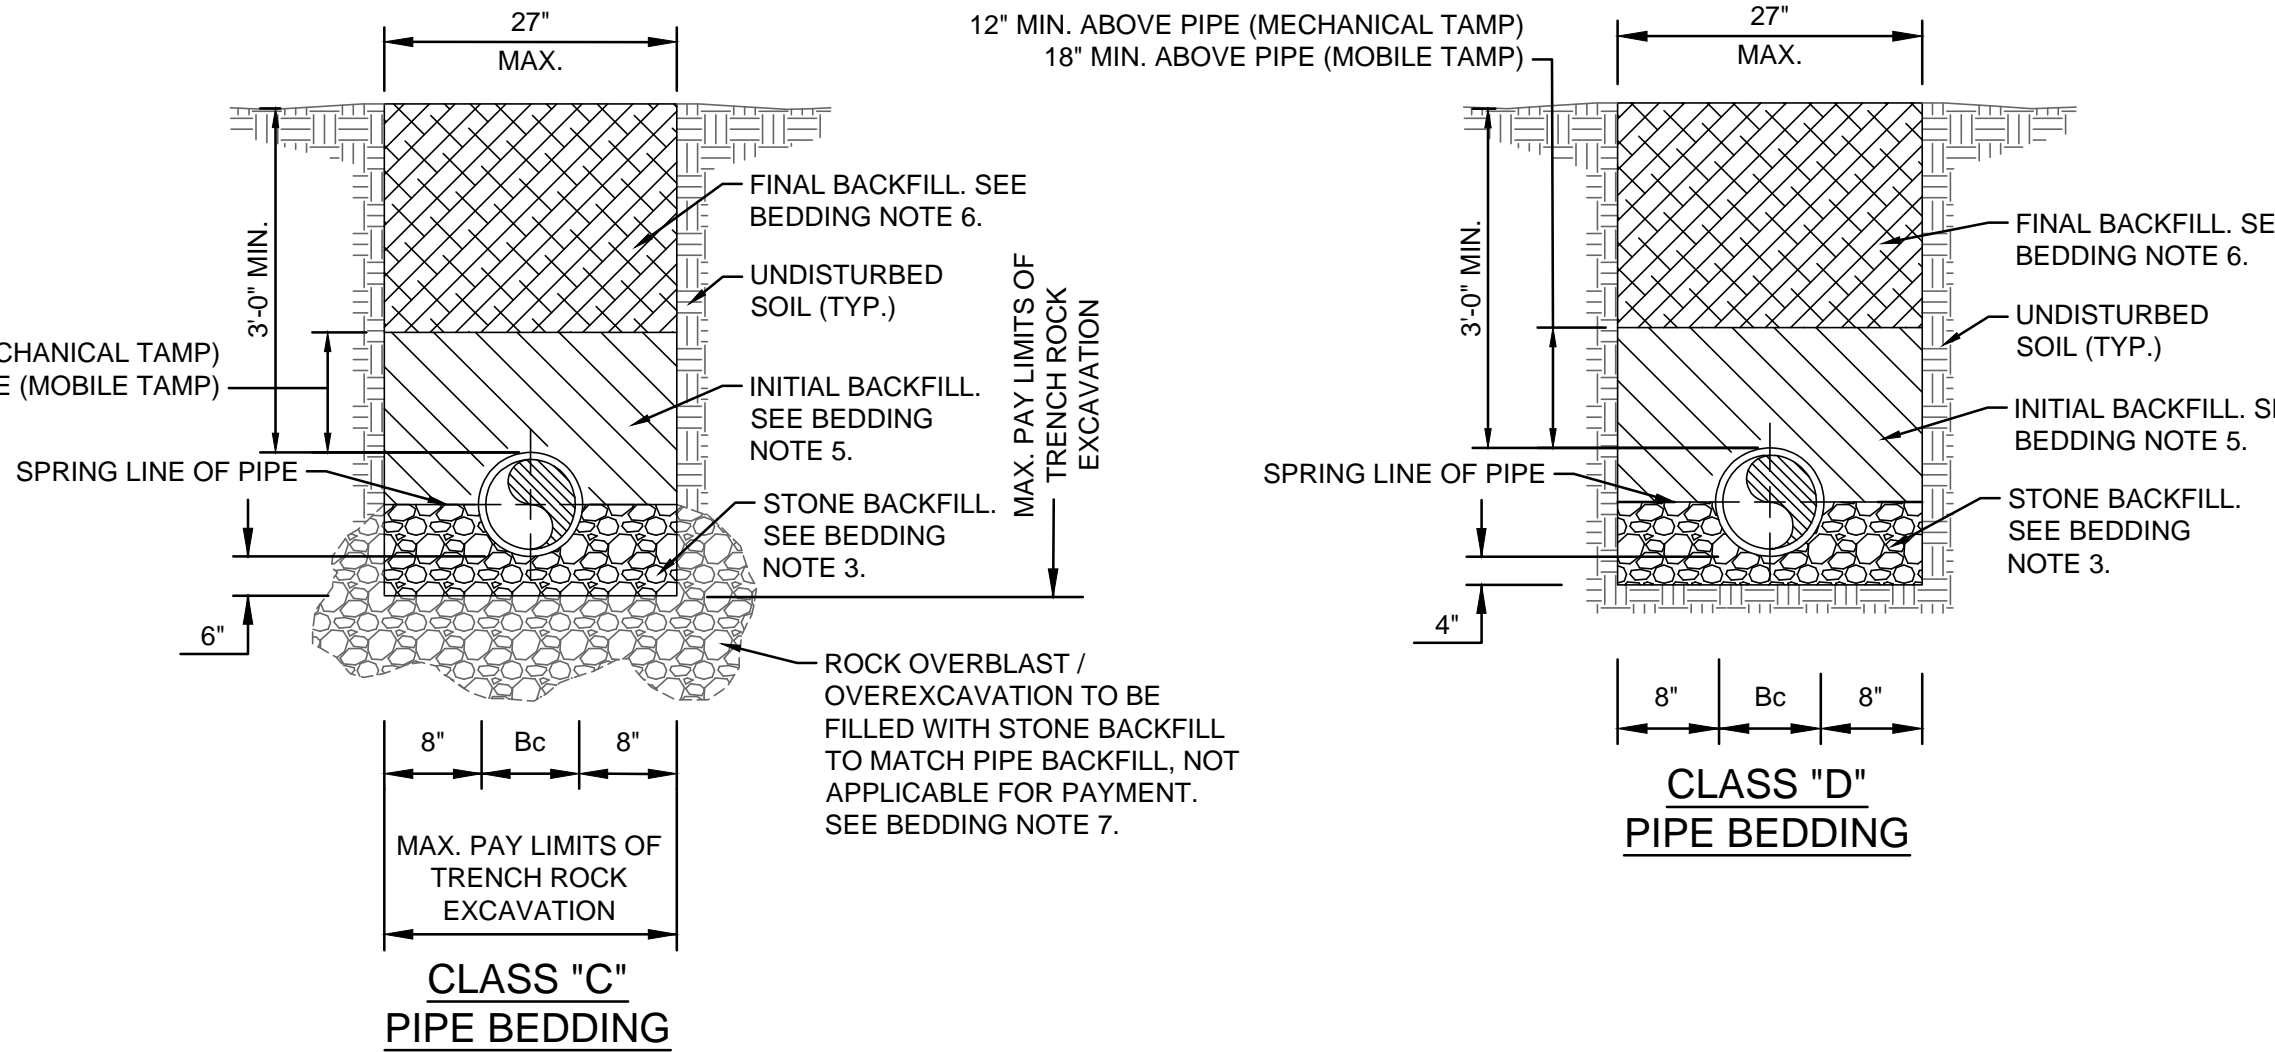 27"
MAX.
3'-0" MIN.
FINAL BACKFILL. SEE
BEDDING NOTE 6.
UNDISTURBED
SOIL (TYP.)
MAX. PAY LIMITS OF
TRENCH ROCK
EXCAVATION
TAMP)
(MOBILE TAMP)
INITIAL BACKFILL.
SEE BEDDING
NOTE 5.
SPRING LINE OF PIPE
STONE BACKFILL.
SEE BEDDING
NOTE 3.
6"
ROCK OVERBLAST /
OVEREXCAVATION TO BE
FILLED WITH STONE BACKFILL
TO MATCH PIPE BACKFILL, NOT
APPLICABLE FOR PAYMENT.
SEE BEDDING NOTE 7.
8" Bc 8"
MAX. PAY LIMITS OF
TRENCH ROCK
EXCAVATION
CLASS "C"
PIPE BEDDING
12" MIN. ABOVE PIPE (MECHANICAL TAMP)
18" MIN. ABOVE PIPE (MOBILE TAMP)
27"
MAX.
3'-0" MIN.
FINAL BACKFILL.
BEDDING NOTE 6.
UNDISTURBED
SOIL (TYP.)
INITIAL BACKFILL.
BEDDING NOTE 5.
SPRING LINE OF PIPE
STONE BACKFILL.
SEE BEDDING
NOTE 3.
4"
8" Bc 8"
CLASS "D"
PIPE BEDDING